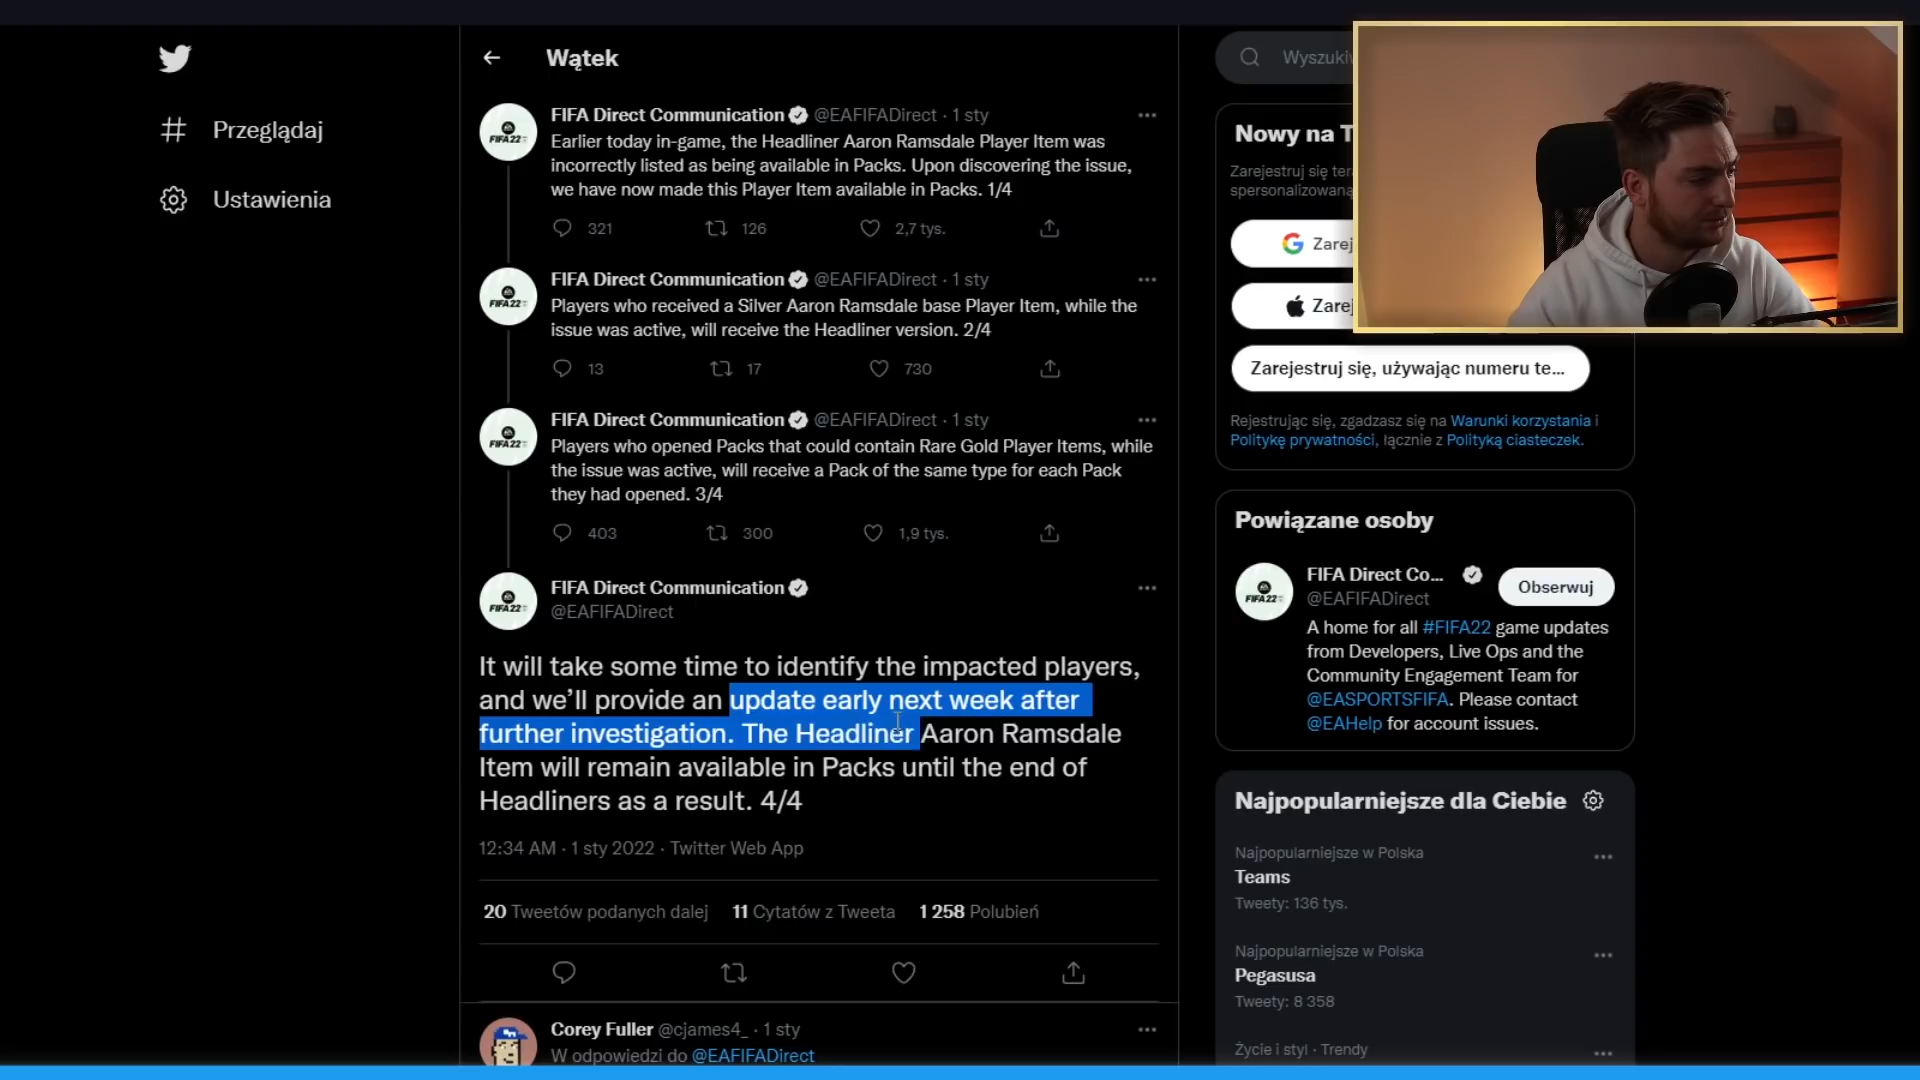 Wątek
Przeglądaj
Ustawienia
FIFA Direct Communication @EAFIFADirect · 1 sty
Earlier today in-game, the Headliner Aaron Ramsdale Player Item was
incorrectly listed as being available in Packs. Upon discovering the issue,
we have now made this Player Item available in Packs. 1/4
321 126 2,7 tys.
FIFA Direct Communication @EAFIFADirect · 1 sty
Players who received a Silver Aaron Ramsdale base Player Item, while the
issue was active, will receive the Headliner version. 2/4
13 17 730
FIFA Direct Communication @EAFIFADirect · 1 sty
Players who opened Packs that could contain Rare Gold Player Items, while
the issue was active, will receive a Pack of the same type for each Pack
they had opened. 3/4
403 300 1,9 tys.
FIFA Direct Communication
@EAFIFADirect
It will take some time to identify the impacted players,
and we’ll provide an update early next week after
further investigation. The Headliner Aaron Ramsdale
Item will remain available in Packs until the end of
Headliners as a result. 4/4
12:34 AM · 1 sty 2022 · Twitter Web App
20 Tweetów podanych dalej 11 Cytatów z Tweeta 1 258 Polubień
Corey Fuller @cjames4_ · 1 sty
W odpowiedzi do @EAFIFADirect
Wyszuki
Nowy na T
Zarejestruj się ter
spersonalizowaną
Zarej
Zarej
Zarejestruj się, używając numeru te...
Rejestrując się, zgadzasz się na Warunki korzystania i
Politykę prywatności, łącznie z Polityką ciasteczek.
Powiązane osoby
FIFA Direct Co...
@EAFIFADirect
Obserwuj
A home for all #FIFA22 game updates
from Developers, Live Ops and the
Community Engagement Team for
@EASPORTSFIFA. Please contact
@EAHelp for account issues.
Najpopularniejsze dla Ciebie
Najpopularniejsze w Polska
Teams
Tweety: 136 tys.
Najpopularniejsze w Polska
Pegasusa
Tweety: 8 358
Życie i styl · Trendy
FIFA 22
FIFA 22
FIFA 22
FIFA 22
FIFA 22